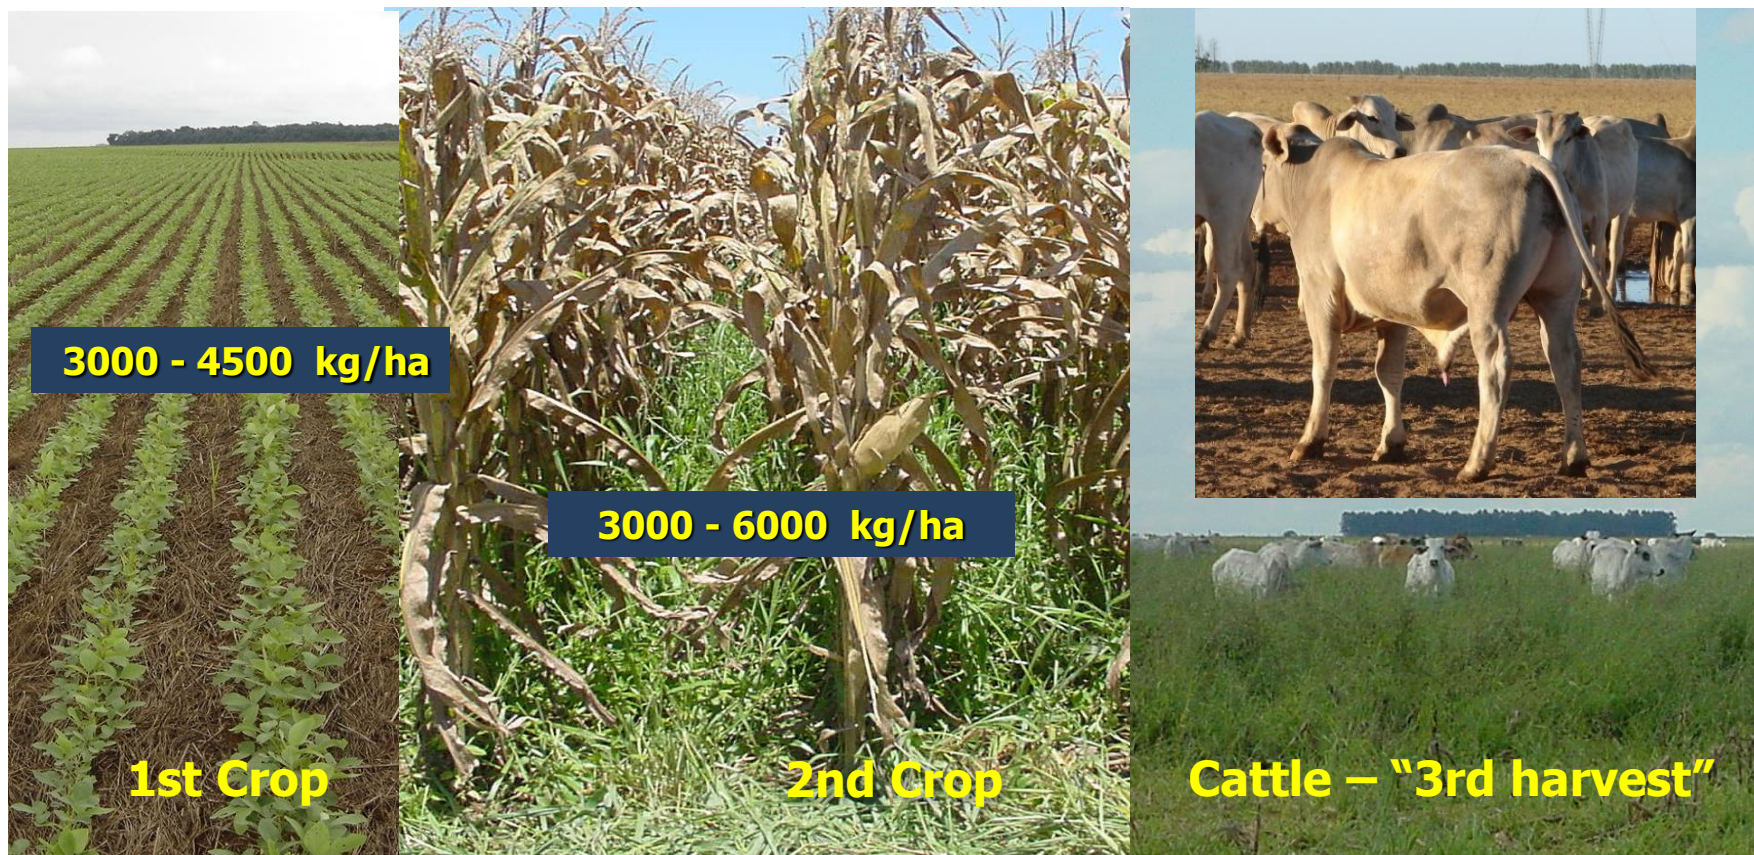 3000 - 4500 kg/ha
3000 - 6000 kg/ha
1st Crop
2nd Crop
Cattle – “3rd harvest”